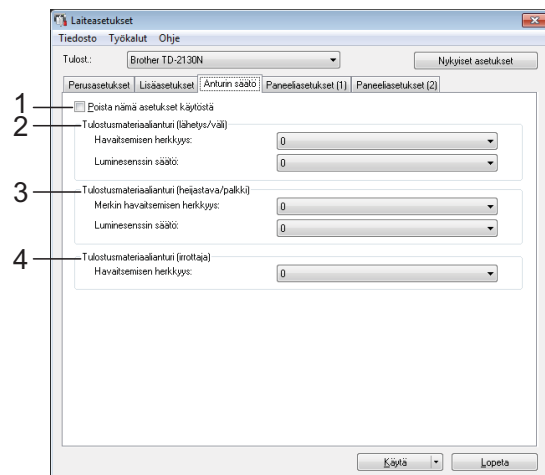 Laiteasetukset
Tiedosto Työkalut Ohje
Tulost.: Brother TD-2130N Nykyiset asetukset
Perusasetukset Lisäasetukset Anturin säätö Paneeliasetukset (1) Paneeliasetukset (2)
1 Poista nämä asetukset käytöstä
2 Tulostusmateriaalianturi (lähetys/väli)
Havaitsemisen herkkyys: 0
Luminesenssin säätö: 0
3 Tulostusmateriaalianturi (heijastava/palkki)
Merkin havaitsemisen herkkyys: 0
Luminesenssin säätö: 0
4 Tulostusmateriaalianturi (irrottaja)
Havaitsemisen herkkyys: 0
Käytä Lopeta